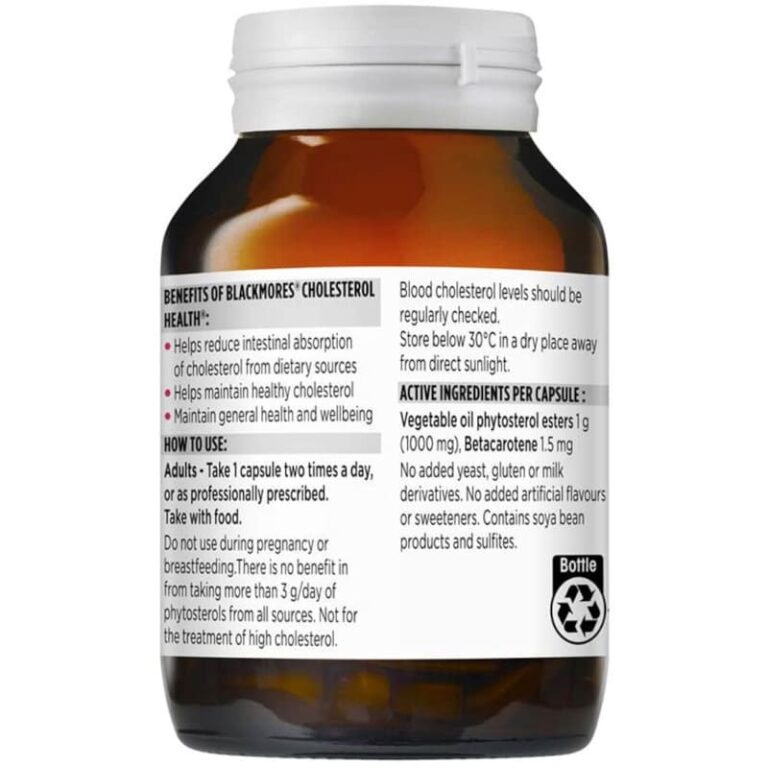 BENEFITS OF BLACKMORES® CHOLESTEROL
HEALTH®:
• Helps reduce intestinal absorption
of cholesterol from dietary sources
• Helps maintain healthy cholesterol
• Maintain general health and wellbeing
HOW TO USE:
Adults - Take 1 capsule two times a day,
or as professionally prescribed.
Take with food.
Do not use during pregnancy or
breastfeeding.There is no benefit in
from taking more than 3 g/day of
phytosterols from all sources. Not for
the treatment of high cholesterol.
Blood cholesterol levels should be
regularly checked.
Store below 30°C in a dry place away
from direct sunlight.
ACTIVE INGREDIENTS PER CAPSULE :
Vegetable oil phytosterol esters 1 g
(1000 mg), Betacarotene 1.5 mg
No added yeast, gluten or milk
derivatives. No added artificial flavours
or sweeteners. Contains soya bean
products and sulfites.
Bottle